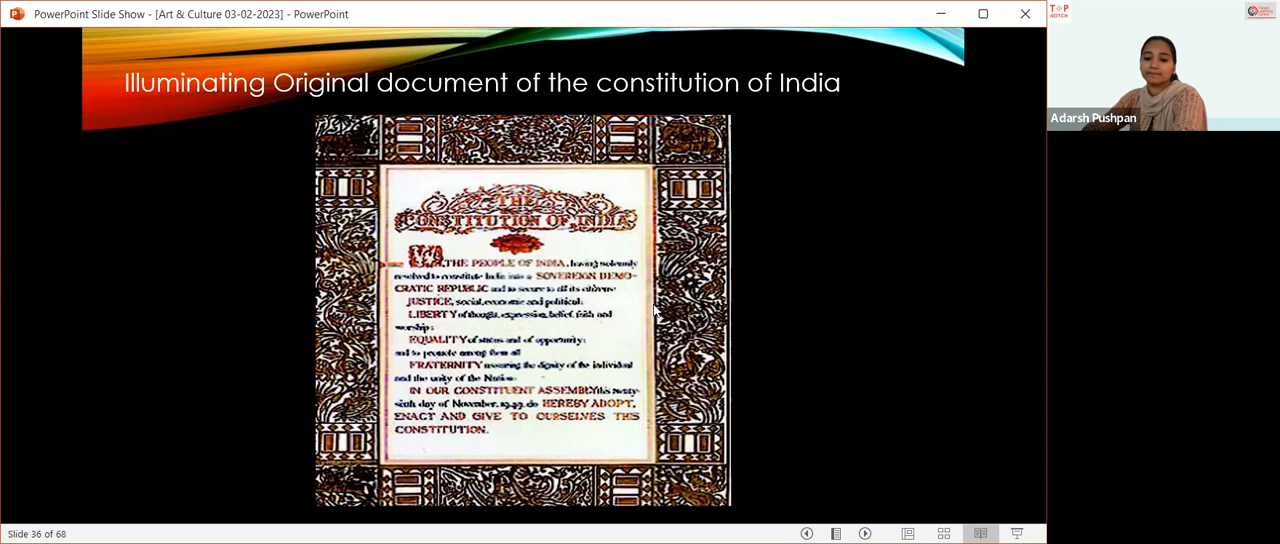 PowerPoint Slide Show - [Art & Culture 03-02-2023] - PowerPoint
T P
NOTCH
Illuminating Original document of the constitution of India
Adarsh Pushpan
THE
CONSTITUTION OF INDIA
WE, THE PEOPLE OF INDIA, having solemnly
resolved to constitute India into a SOVEREIGN DEMO-
CRATIC REPUBLIC and to secure to all its citizens:
JUSTICE, social, economic and political;
LIBERTY of thought, expression, belief, faith and
worship;
EQUALITY of status and of opportunity;
and to promote among them all
FRATERNITY assuring the dignity of the individual
and the unity of the Nation;
IN OUR CONSTITUENT ASSEMBLY this twenty-
sixth day of November, 1949, do HEREBY ADOPT,
ENACT AND GIVE TO OURSELVES THIS
CONSTITUTION.
Slide 36 of 68